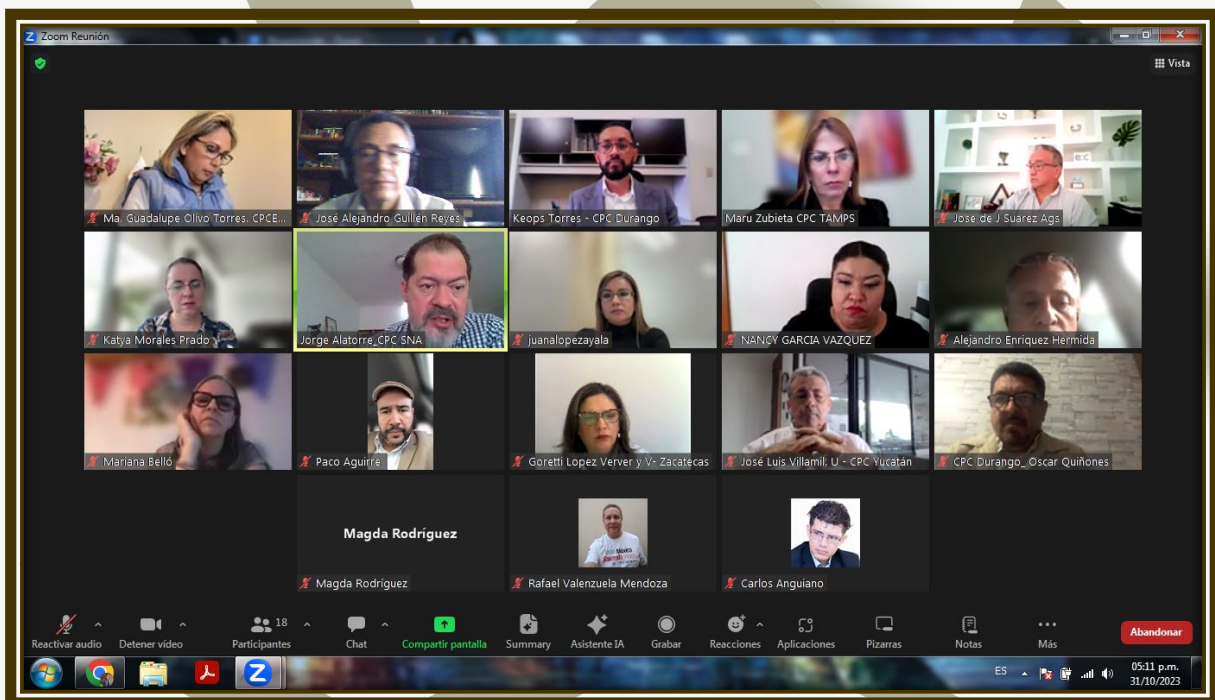 Zoom Reunión
Vista
Ma. Guadalupe Olivo Torres. CPCE...
José Alejandro Guillén Reyes
Keops Torres - CPC Durango
Maru Zubieta CPC TAMPS
Jose de J Suarez Ags
Katya Morales Prado
Jorge Alatorre_CPC SNA
juanalopezayala
NANCY GARCIA VAZQUEZ
Alejandro Enriquez Hermida
Mariana Belló
Paco Aguirre
Goretti Lopez Verver y V- Zacatecas
José Luis Villamil. U - CPC Yucatán
CPC Durango_ Oscar Quiñones
Magda Rodríguez
Magda Rodríguez
Rafael Valenzuela Mendoza
Carlos Anguiano
18
Reactivar audio
Detener vídeo
Participantes
Chat
Compartir pantalla
Summary
Asistente IA
Grabar
Reacciones
Aplicaciones
Pizarras
Notas
Más
Abandonar
ES
05:11 p.m.
31/10/2023